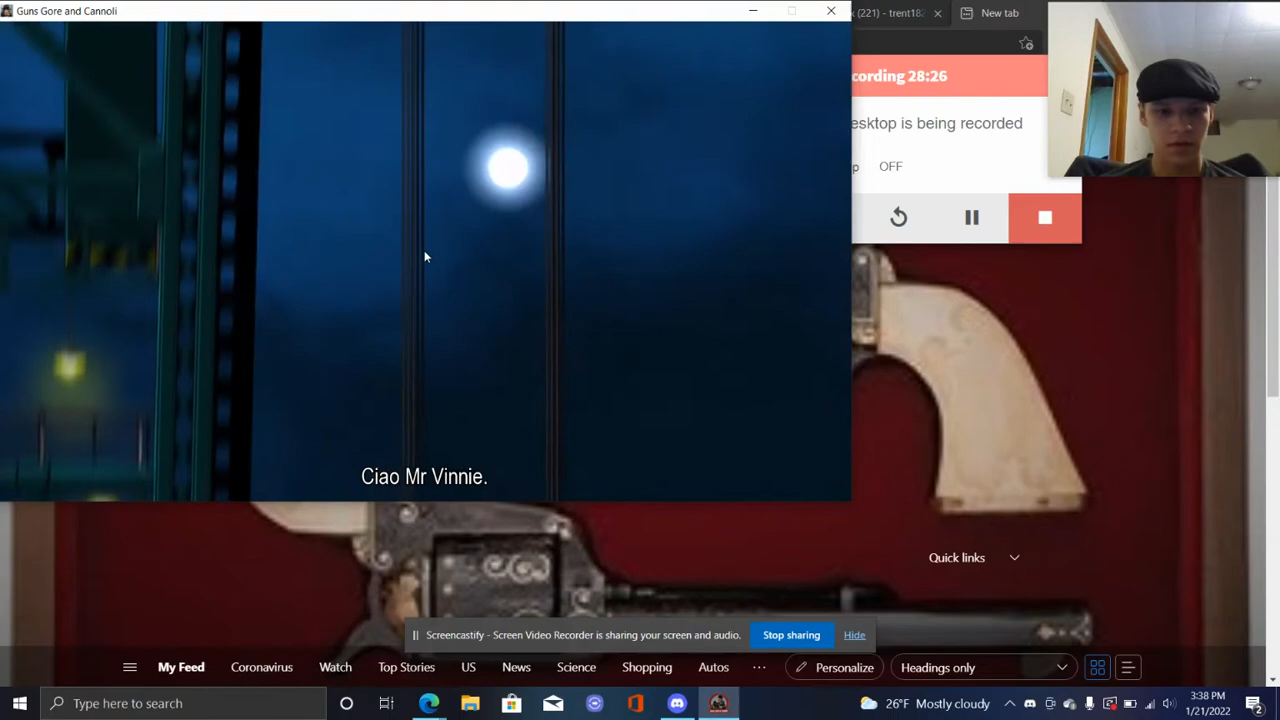 Guns Gore and Cannoli
(221) - trent182
New tab
cording 28:26
esktop is being recorded
p OFF
Ciao Mr Vinnie.
Quick links
Screencastify - Screen Video Recorder is sharing your screen and audio.
Stop sharing
Hide
My Feed
Coronavirus
Watch
Top Stories
US
News
Science
Shopping
Autos
Personalize
Headings only
Type here to search
26°F Mostly cloudy
3:38 PM
1/21/2022
2